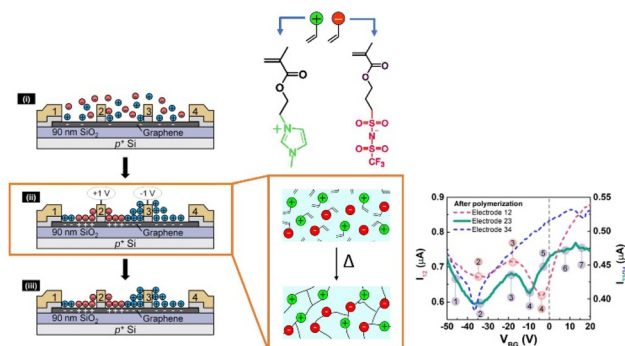 + −
O
O
N
+
N
O
O
O
S
O
N
−
O
S
O
CF₃
(i)
1 2 3 4
90 nm SiO₂ Graphene
p⁺ Si
+1 V -1 V
(ii)
1 2 3 4
90 nm SiO₂ Graphene
p⁺ Si
(iii)
1 2 3 4
90 nm SiO₂ Graphene
p⁺ Si
Δ
After polymerization
Electrode 12
Electrode 23
Electrode 34
0.9
0.8
0.7
0.6
I₁₂ (μA)
0.55
0.50
0.45
0.40
(μA)
1 2 3 4 5 6 7
2 3 4
-50 -40 -30 -20 -10 0 10 20
V_BG (V)